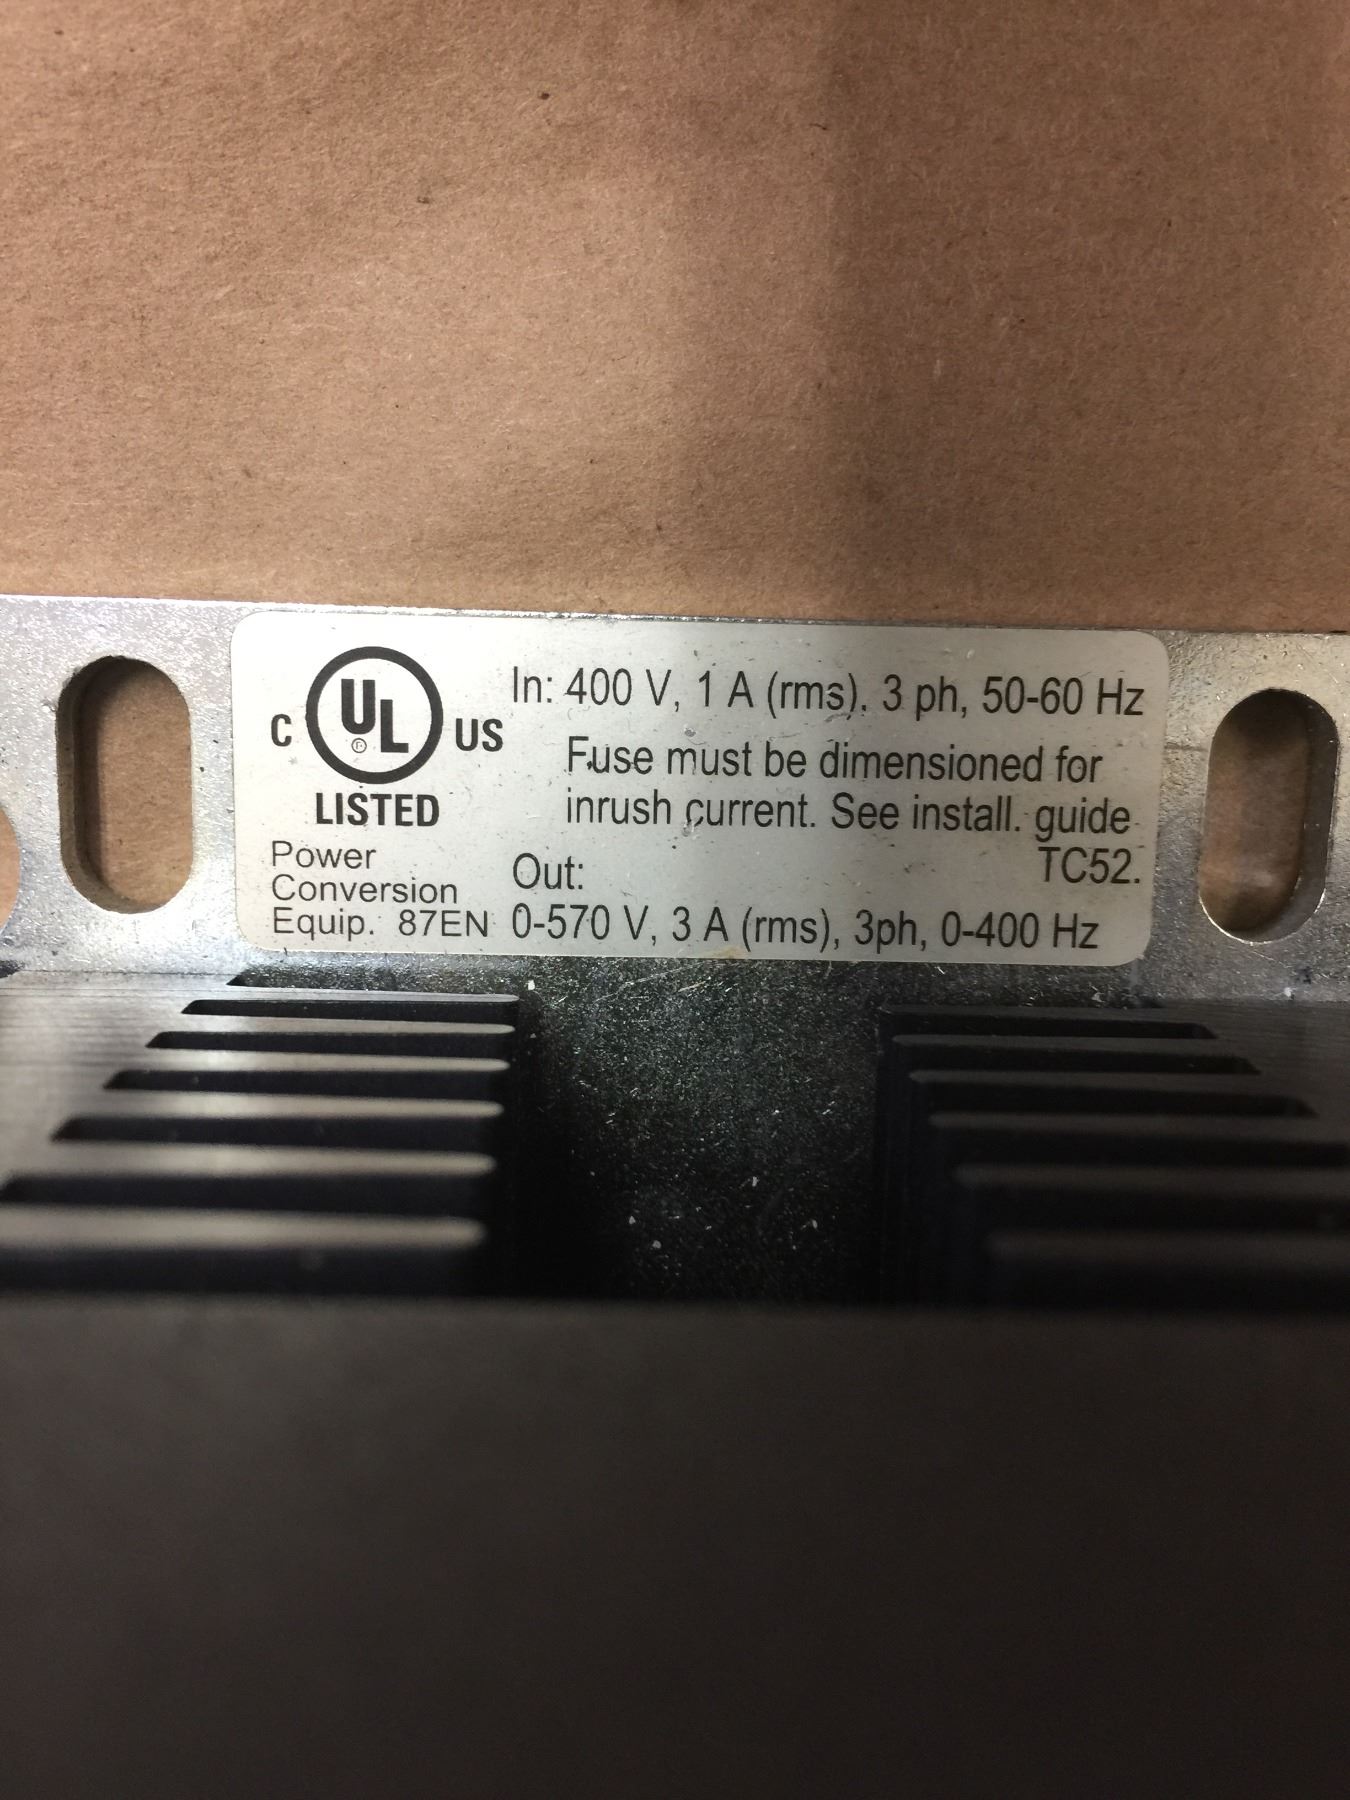 C UL US
®
LISTED
Power
Conversion
Equip. 87EN
In: 400 V, 1 A (rms), 3 ph, 50-60 Hz
Fuse must be dimensioned for
inrush current. See install. guide
TC52.
Out:
0-570 V, 3 A (rms), 3ph, 0-400 Hz